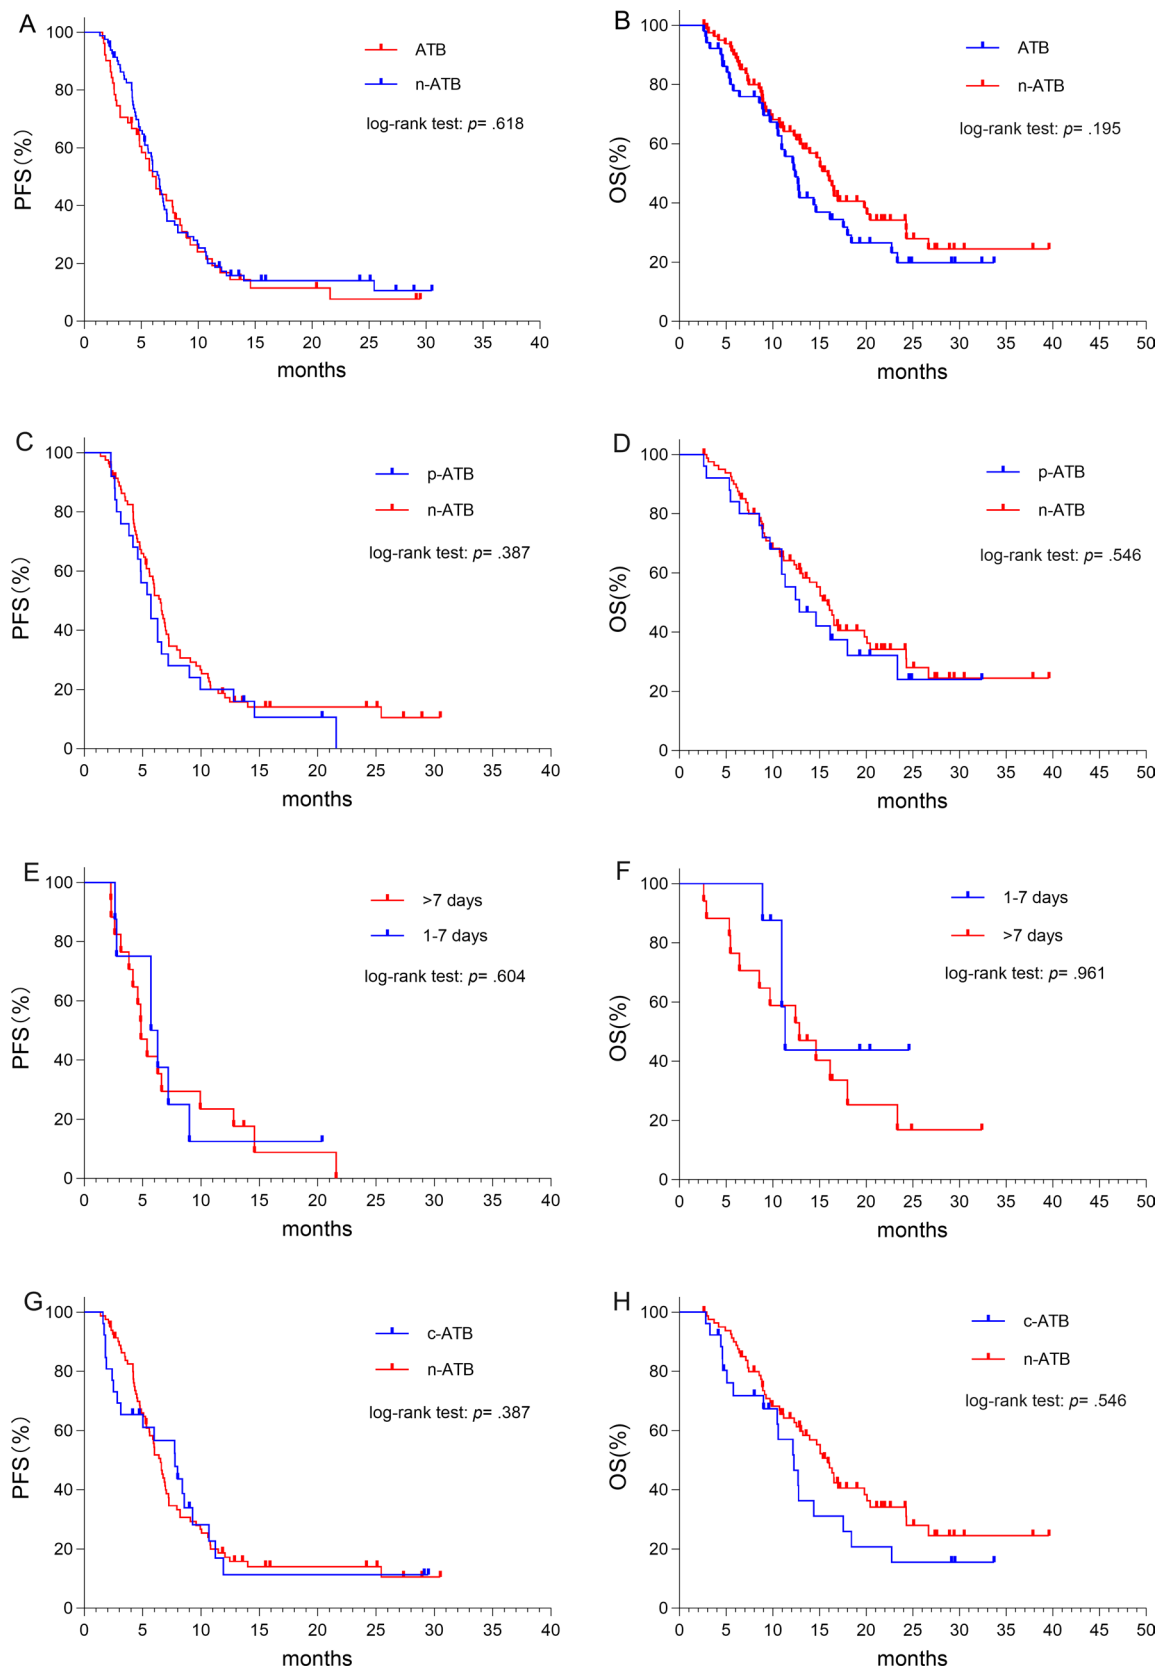 A
100
80
60
40
20
0
PFS(%)
0 5 10 15 20 25 30 35 40
months
ATB
n-ATB
log-rank test: p= .618
B
100
80
60
40
20
0
OS(%)
0 5 10 15 20 25 30 35 40 45 50
months
ATB
n-ATB
log-rank test: p= .195
C
100
80
60
40
20
0
PFS(%)
0 5 10 15 20 25 30 35 40
months
p-ATB
n-ATB
log-rank test: p= .387
D
100
80
60
40
20
0
OS(%)
0 5 10 15 20 25 30 35 40 45 50
months
p-ATB
n-ATB
log-rank test: p= .546
E
100
80
60
40
20
0
PFS(%)
0 5 10 15 20 25 30 35 40
months
>7 days
1-7 days
log-rank test: p= .604
F
100
80
60
40
20
0
OS(%)
0 5 10 15 20 25 30 35 40 45 50
months
1-7 days
>7 days
log-rank test: p= .961
G
100
80
60
40
20
0
PFS(%)
0 5 10 15 20 25 30 35 40
months
c-ATB
n-ATB
log-rank test: p= .387
H
100
80
60
40
20
0
OS(%)
0 5 10 15 20 25 30 35 40 45 50
months
c-ATB
n-ATB
log-rank test: p= .546